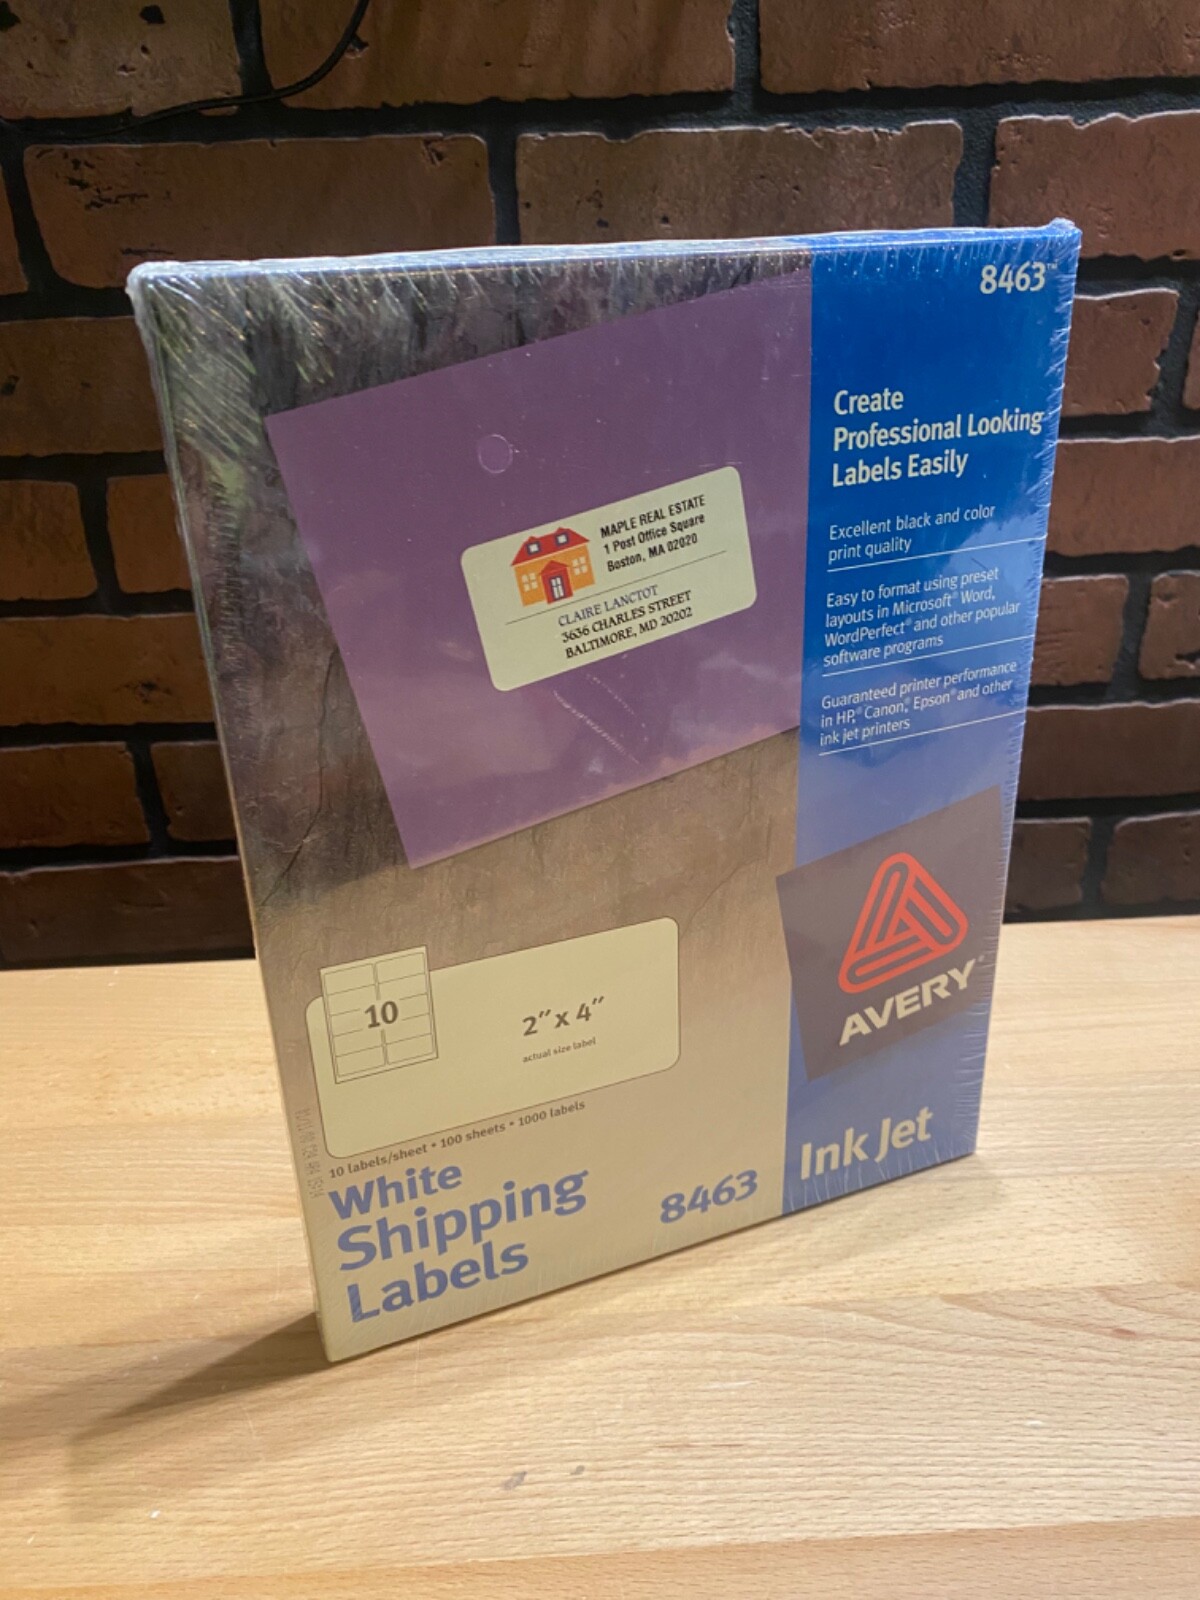 8463™
Create
Professional Looking
Labels Easily
Excellent black and color
print quality
Easy to format using preset
layouts in Microsoft® Word,
WordPerfect® and other popular
software programs
Guaranteed printer performance
in HP,® Canon,® Epson® and other
ink jet printers
MAPLE REAL ESTATE
1 Post Office Square
Boston, MA 02020
CLAIRE LANCTOT
3636 CHARLES STREET
BALTIMORE, MD 20202
AVERY®
10
2" x 4"
actual size label
10 labels/sheet • 100 sheets • 1000 labels
White
Shipping
Labels
8463
Ink Jet